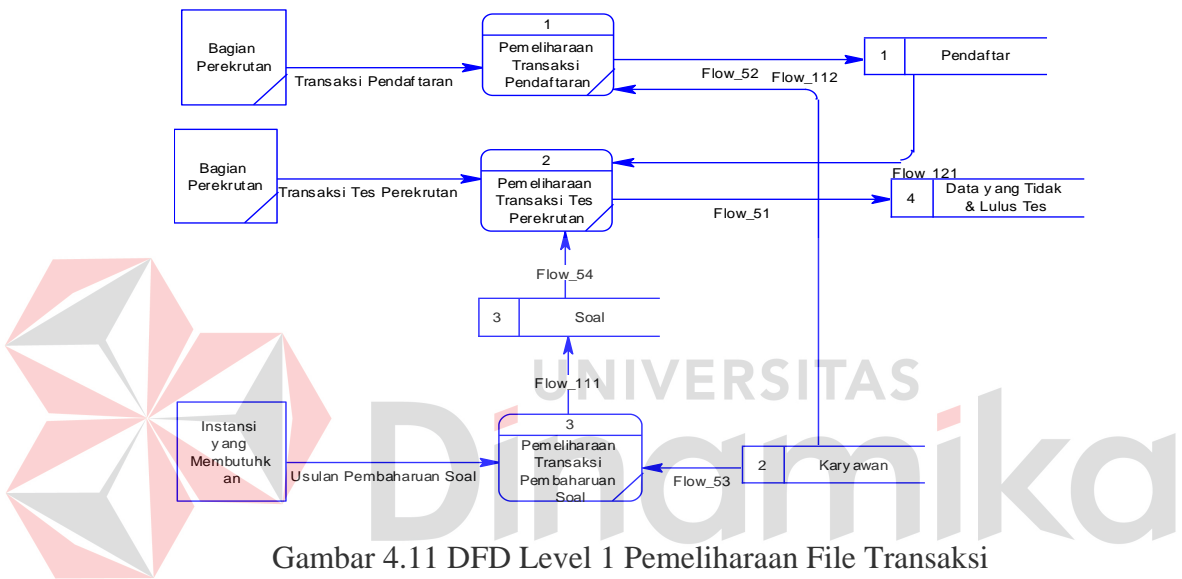 Bagian
Perekrutan
Transaksi Pendaftaran
1
Pemeliharaan
Transaksi
Pendaftaran
Flow_52
Flow_112
1
Pendaftar
Bagian
Perekrutan
Transaksi Tes Perekrutan
2
Pemeliharaan
Transaksi Tes
Perekrutan
Flow_121
Flow_51
4
Data yang Tidak
& Lulus Tes
Flow_54
3
Soal
Flow_111
UNIVERSITAS
Dinamika
Instansi
yang
Membutuhk
an
Usulan Pembaharuan Soal
3
Pemeliharaan
Transaksi
Pembaharuan
Soal
Flow_53
2
Karyawan
Gambar 4.11 DFD Level 1 Pemeliharaan File Transaksi